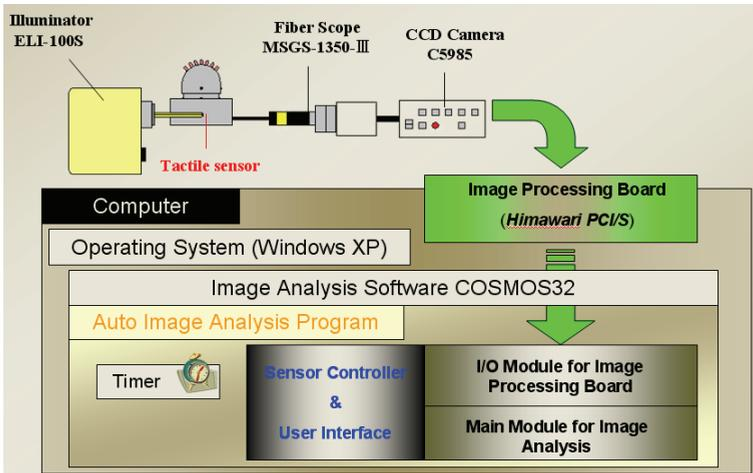 Illuminator
ELI-100S
Fiber Scope
MSGS-1350-Ⅲ
CCD Camera
C5985
Tactile sensor
Image Processing Board
(Himawari PCI/S)
Computer
Operating System (Windows XP)
Image Analysis Software COSMOS32
Auto Image Analysis Program
Timer
Sensor Controller
&
User Interface
I/O Module for Image
Processing Board
Main Module for Image
Analysis